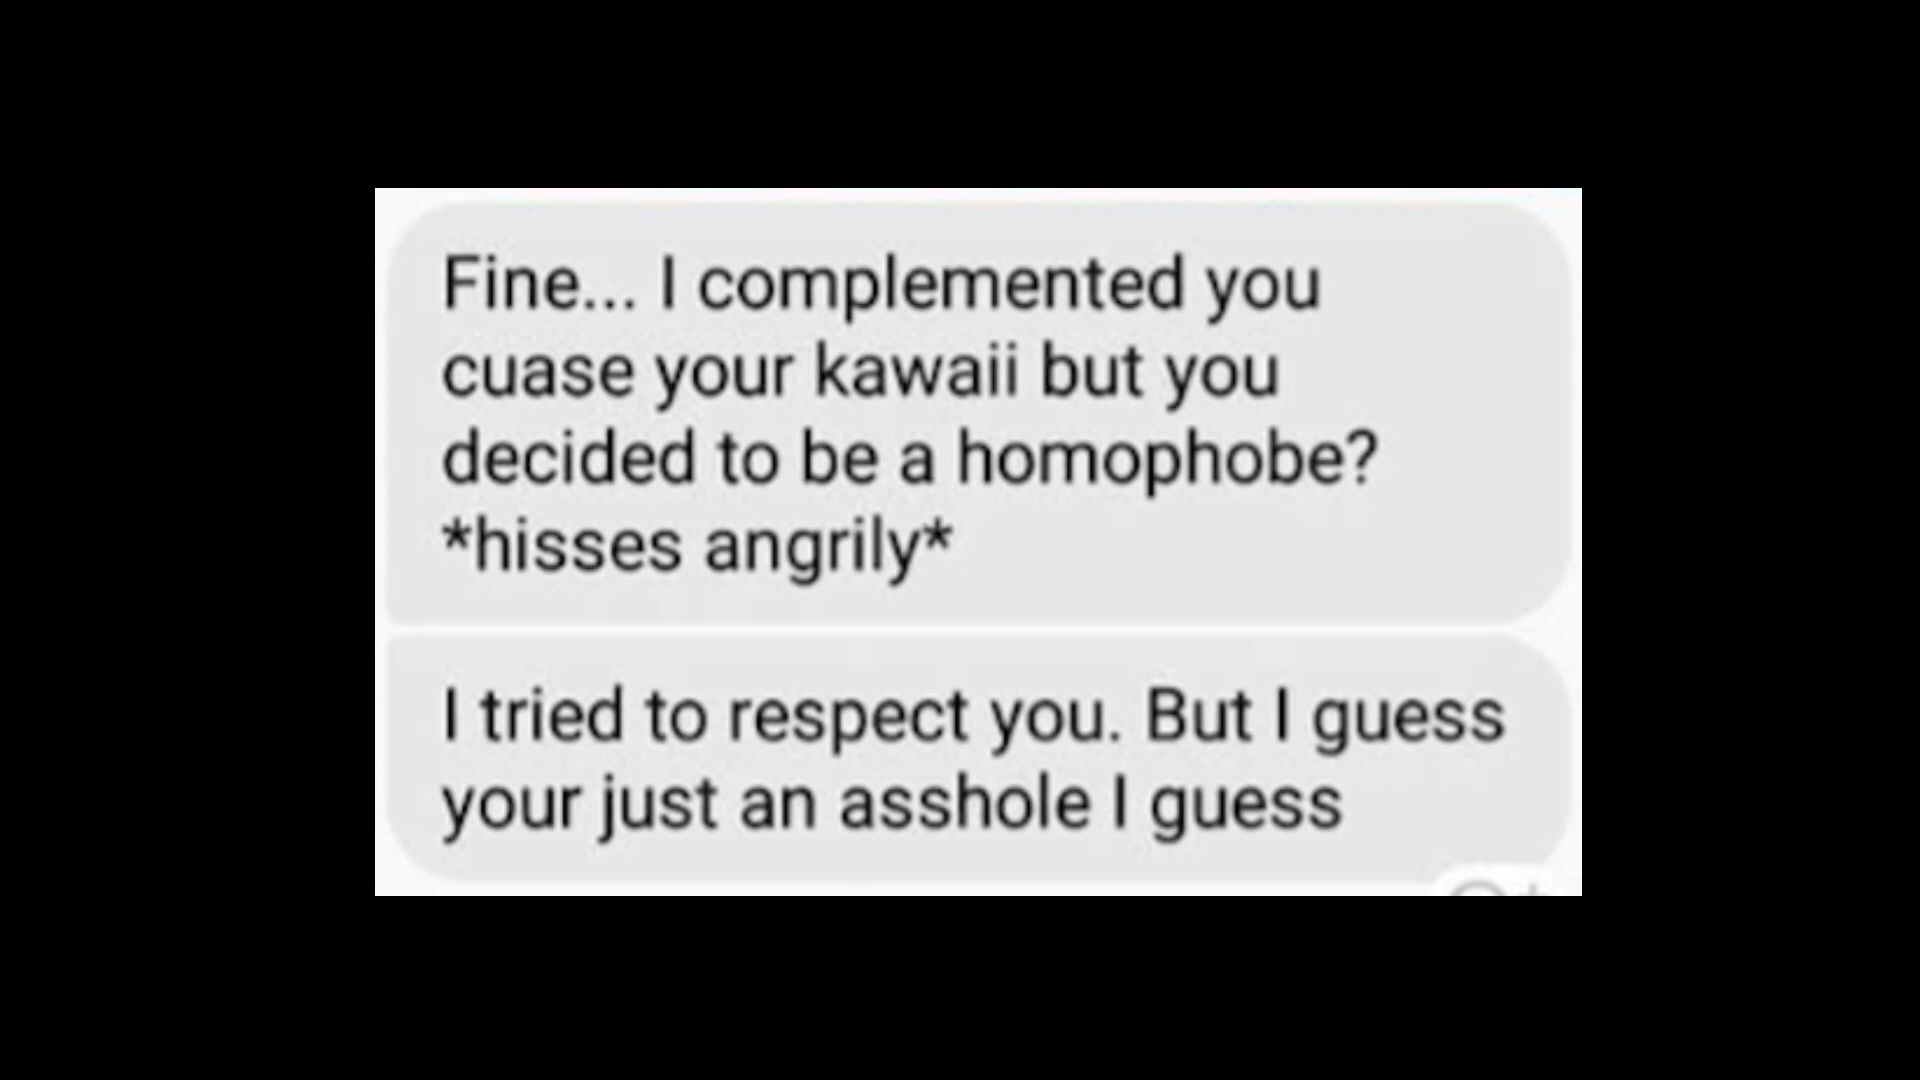 Fine... I complemented you
cuase your kawaii but you
decided to be a homophobe?
*hisses angrily*
I tried to respect you. But I guess
your just an asshole I guess